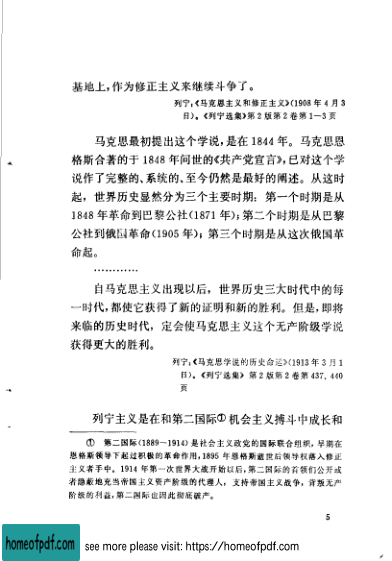 基地上,作为修正主义来继续斗争了。
列宁:《马克思主义和修正主义》(1908 年 4 月 3
日)。《列宁选集》第 2 版第 2 卷第 1—3 页
马克思最初提出这个学说,是在 1844 年。马克思恩
格斯合著的于 1848 年问世的《共产党宣言》,已对这个学
说作了完整的、系统的、至今仍然是最好的阐述。从这时
起,世界历史显然分为三个主要时期:第一个时期是从
1848 年革命到巴黎公社(1871 年);第二个时期是从巴黎
公社到俄国革命(1905 年);第三个时期是从这次俄国革
命起。
…………
自马克思主义出现以后,世界历史三大时代中的每
一时代,都使它获得了新的证明和新的胜利。但是,即将
来临的历史时代,定会使马克思主义这个无产阶级学说
获得更大的胜利。
列宁:《马克思学说的历史命运》(1913 年 3 月 1
日)。《列宁选集》第 2 版第 2 卷第 437、440
页
列宁主义是在和第二国际①机会主义搏斗中成长和
① 第二国际(1889—1914)是社会主义政党的国际联合组织,早期在
恩格斯领导下起过积极的革命作用,1895 年恩格斯逝世后领导权落入修正
主义者手中。1914 年第一次世界大战开始以后,第二国际的首领们公开或
者隐蔽地充当帝国主义资产阶级的代理人,支持帝国主义战争,背叛无产
阶级的利益,第二国际也因此彻底破产。
5
homeofpdf.com
see more please visit: https://homeofpdf.com